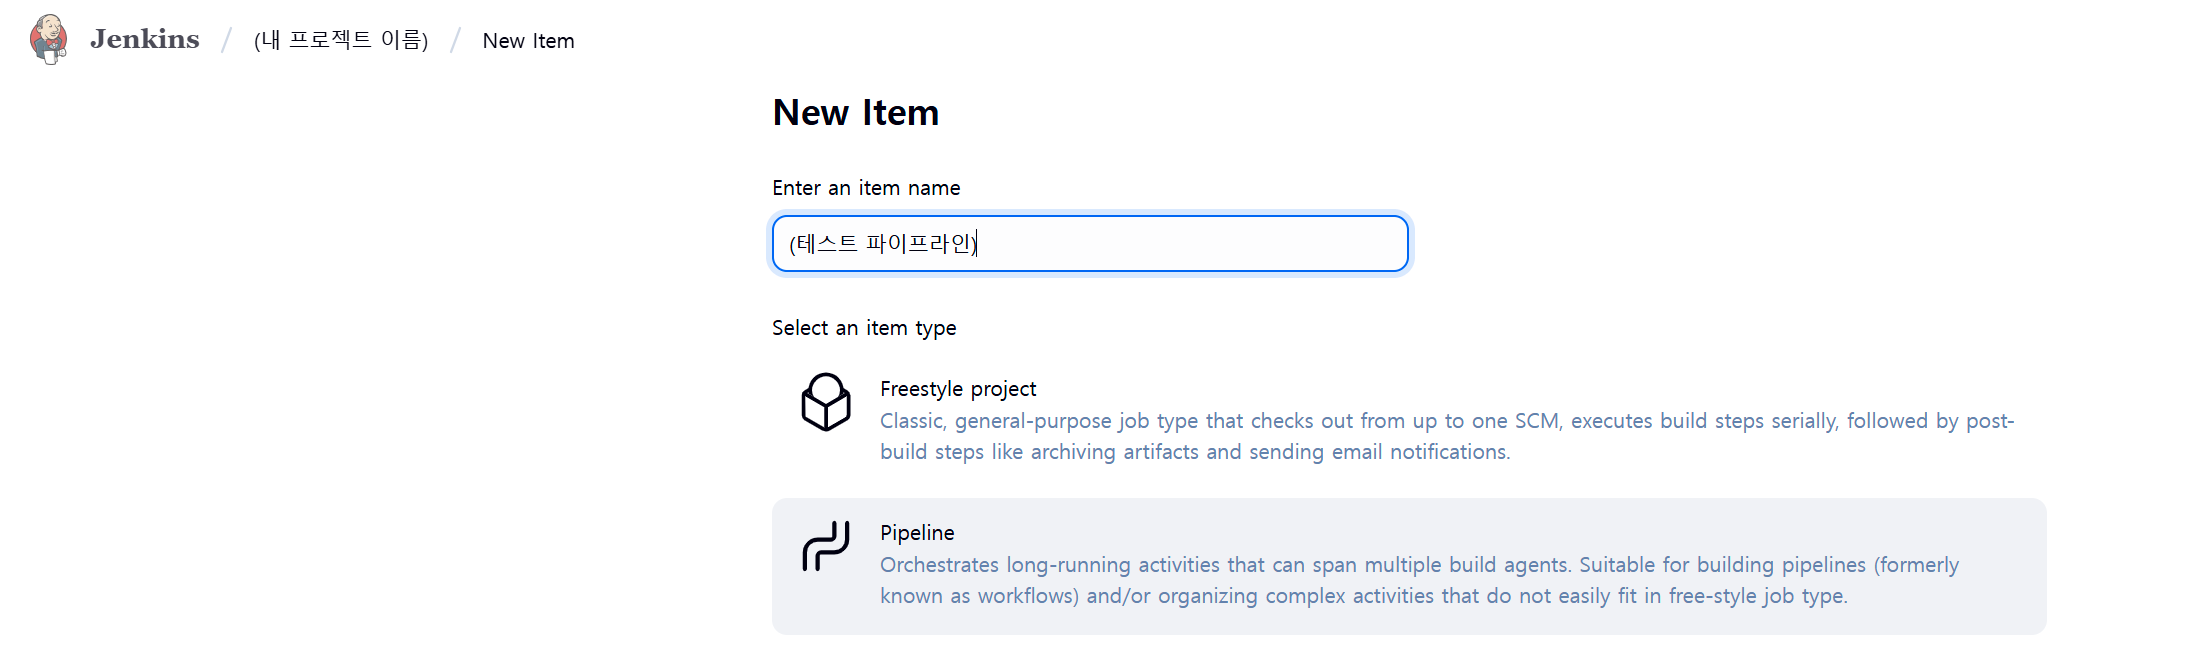 Jenkins / (내 프로젝트 이름) / New Item
New Item
Enter an item name
(테스트 파이프라인)
Select an item type
Freestyle project
Classic, general-purpose job type that checks out from up to one SCM, executes build steps serially, followed by post-
build steps like archiving artifacts and sending email notifications.
Pipeline
Orchestrates long-running activities that can span multiple build agents. Suitable for building pipelines (formerly
known as workflows) and/or organizing complex activities that do not easily fit in free-style job type.